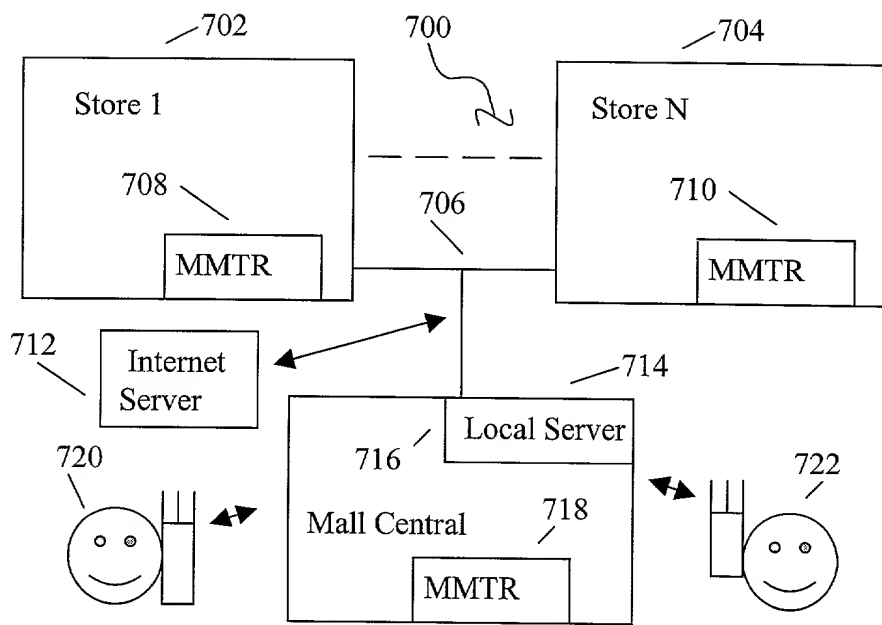 702
700
704
Store 1
Store N
708
706
710
MMTR
MMTR
712
Internet
Server
714
Local Server
716
720
722
Mall Central
718
MMTR